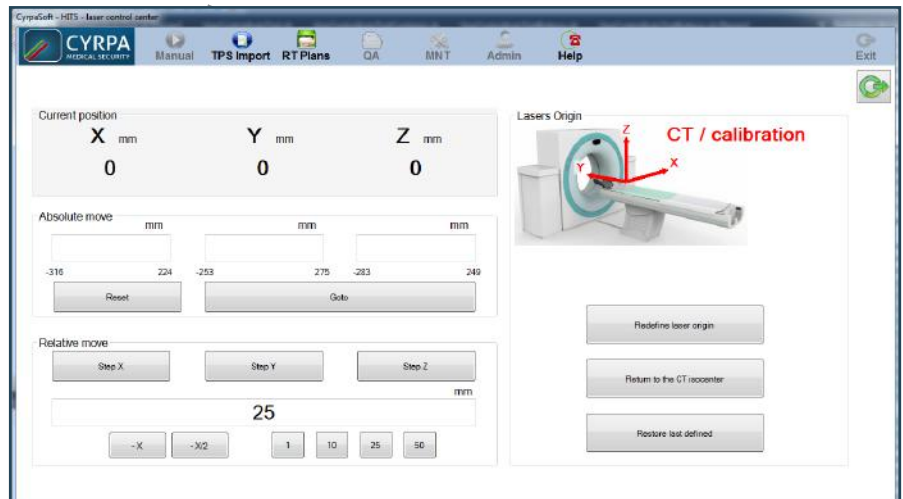 CyrpaSoft - HITS - laser control center
CYRPA
MEDICAL SECURITY
Manual TPS Import RT Plans QA MNT Admin Help Exit
Current position
X mm Y mm Z mm
0 0 0
Absolute move
mm mm mm
-316 224 -253 275 -283 249
Reset Goto
Relative move
Step X Step Y Step Z
mm
25
-X -X/2 1 10 25 50
Lasers Origin
CT / calibration
Z
X
Y
Redefine laser origin
Return to the CT isocenter
Restore last defined